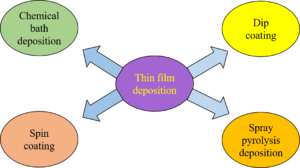 Chemical
bath
deposition
Dip
coating
Thin film
deposition
Spin
coating
Spray
pyrolysis
deposition